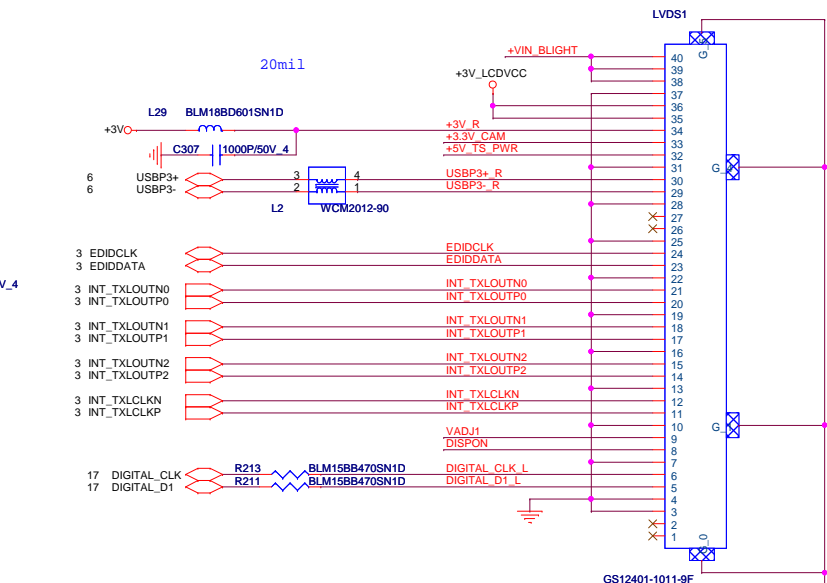 LVDS1
+VIN_BLIGHT
20mil
+3V_LCDVCC
L29 BLM18BD601SN1D
+3V
C307 1000P/50V_4
+3V_R
+3.3V_CAM
+5V_TS_PWR
6 USBP3+ 3 4 USBP3+_R
6 USBP3- 2 1 USBP3-_R
L2 WCM2012-90
3 EDIDCLK EDIDCLK
3 EDIDDATA EDIDDATA
V_4
3 INT_TXLOUTN0 INT_TXLOUTN0
3 INT_TXLOUTP0 INT_TXLOUTP0
3 INT_TXLOUTN1 INT_TXLOUTN1
3 INT_TXLOUTP1 INT_TXLOUTP1
3 INT_TXLOUTN2 INT_TXLOUTN2
3 INT_TXLOUTP2 INT_TXLOUTP2
3 INT_TXLCLKN INT_TXLCLKN
3 INT_TXLCLKP INT_TXLCLKP
VADJ1
DISPON
17 DIGITAL_CLK R213 BLM15BB470SN1D DIGITAL_CLK_L
17 DIGITAL_D1 R211 BLM15BB470SN1D DIGITAL_D1_L
40
39
38
37
36
35
34
33
32
31
30
29
28
27
26
25
24
23
22
21
20
19
18
17
16
15
14
13
12
11
10
9
8
7
6
5
4
3
2
1
G_
G_
G_
G_0
GS12401-1011-9F